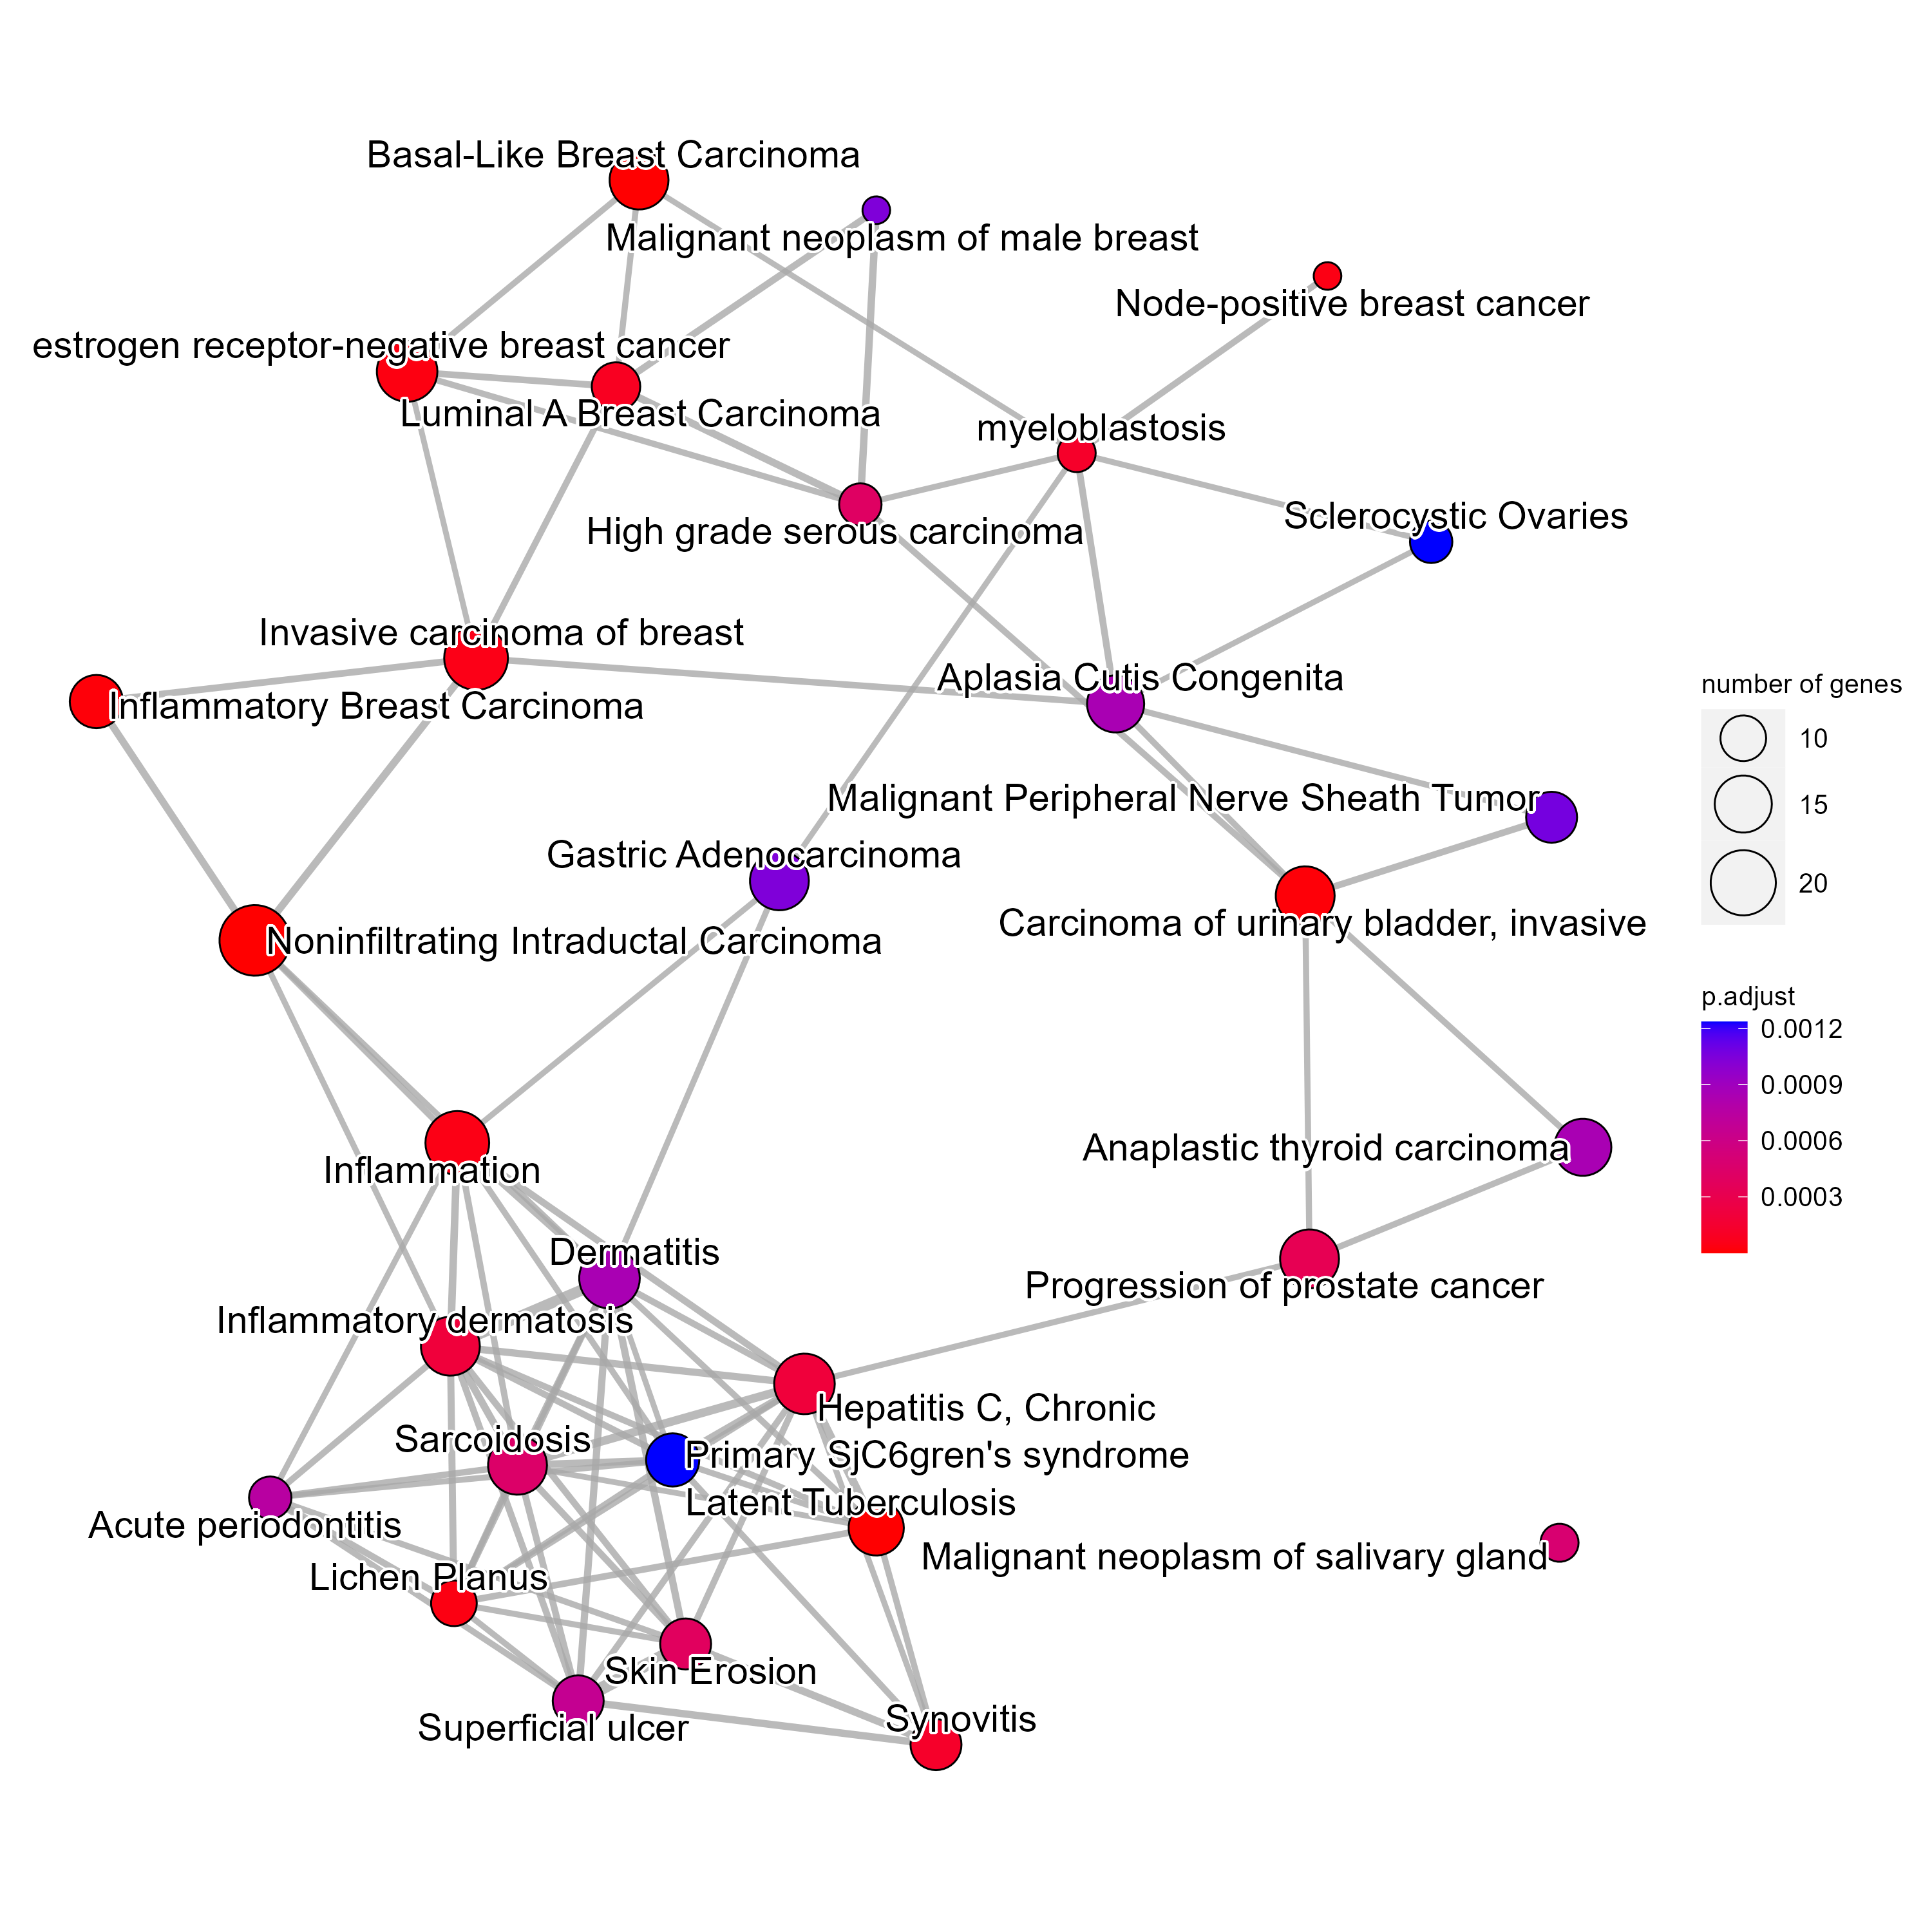 Basal-Like Breast Carcinoma
Malignant neoplasm of male breast
Node-positive breast cancer
estrogen receptor-negative breast cancer
Luminal A Breast Carcinoma
myeloblastosis
Sclerocystic Ovaries
High grade serous carcinoma
Invasive carcinoma of breast
Aplasia Cutis Congenita
Inflammatory Breast Carcinoma
Malignant Peripheral Nerve Sheath Tumor
Gastric Adenocarcinoma
Carcinoma of urinary bladder, invasive
Noninfiltrating Intraductal Carcinoma
Anaplastic thyroid carcinoma
Inflammation
Dermatitis
Progression of prostate cancer
Inflammatory dermatosis
Hepatitis C, Chronic
Sarcoidosis
Primary SjC6gren's syndrome
Latent Tuberculosis
Acute periodontitis
Malignant neoplasm of salivary gland
Lichen Planus
Skin Erosion
Superficial ulcer
Synovitis
number of genes
10
15
20
p.adjust
0.0012
0.0009
0.0006
0.0003